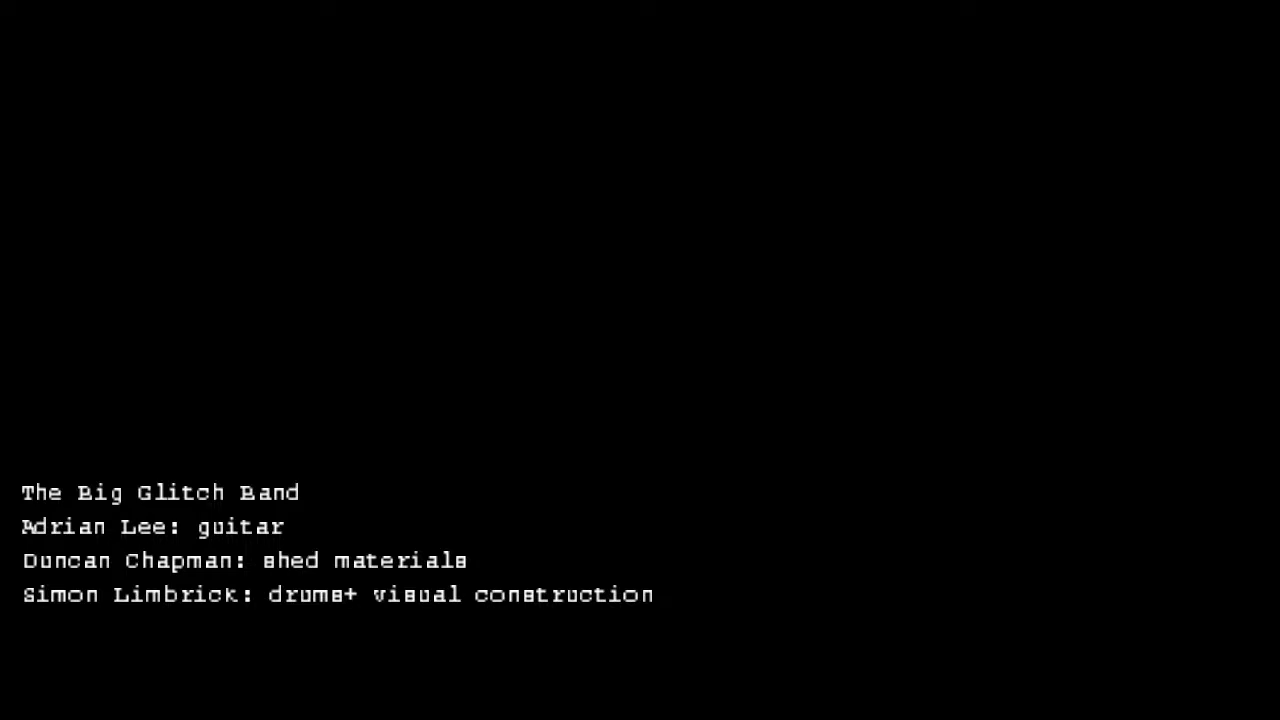 The Big Glitch Band
Adrian Lee: guitar
Duncan Chapman: shed materials
Simon Limbrick: drums+ visual construction